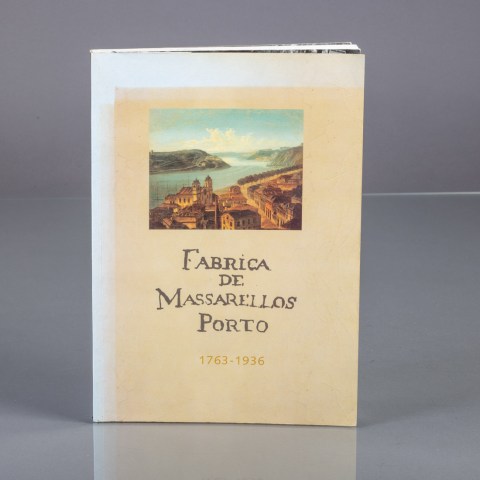 FABRICA
DE
MASSARELLOS
PORTO
1763-1936